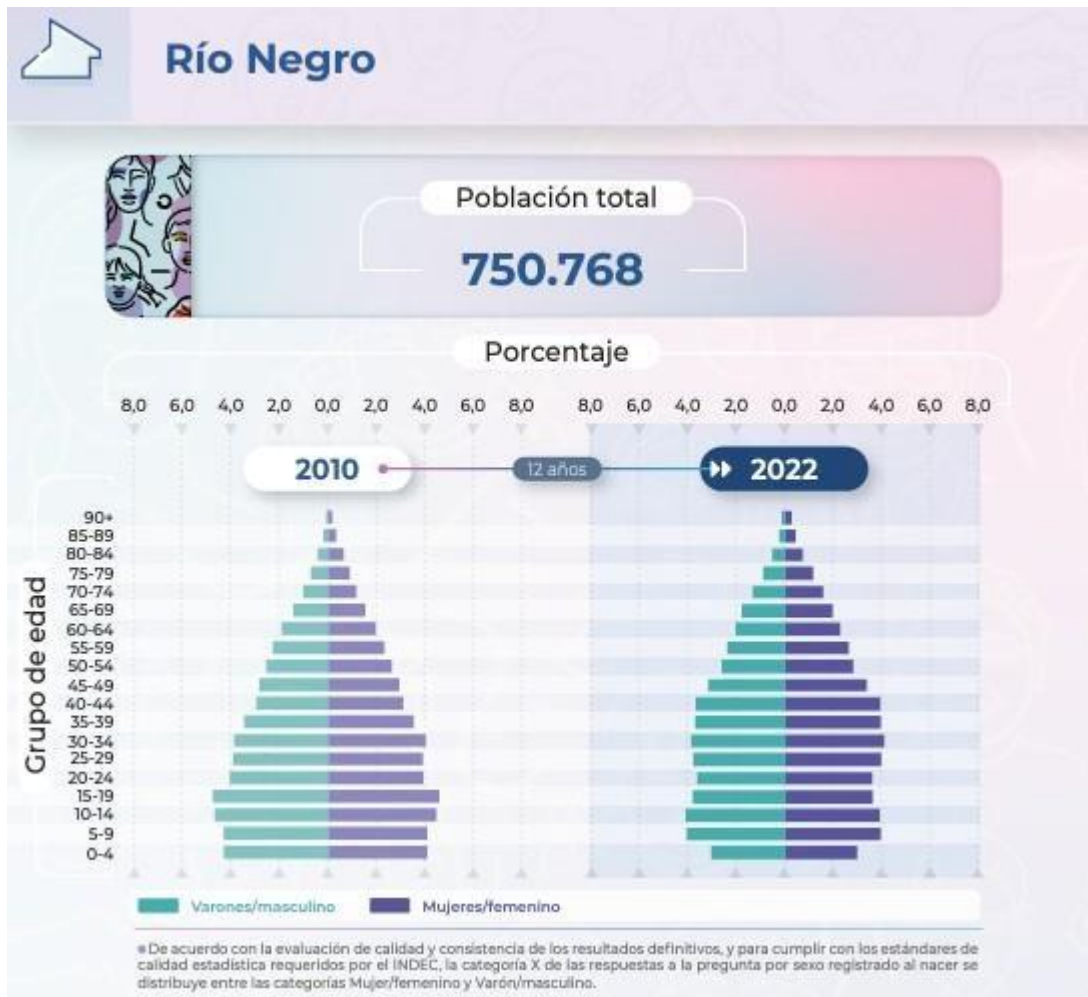 Río Negro
Población total
750.768
Porcentaje
8,0 6,0 4,0 2,0 0,0 2,0 4,0 6,0 8,0 8,0 6,0 4,0 2,0 0,0 2,0 4,0 6,0 8,0
2010 12 años 2022
Grupo de edad
90+
85-89
80-84
75-79
70-74
65-69
60-64
55-59
50-54
45-49
40-44
35-39
30-34
25-29
20-24
15-19
10-14
5-9
0-4
Varones/masculino Mujeres/femenino
*De acuerdo con la evaluación de calidad y consistencia de los resultados definitivos, y para cumplir con los estándares de
calidad estadística requeridos por el INDEC, la categoría X de las respuestas a la pregunta por sexo registrado al nacer se
distribuye entre las categorías Mujer/femenino y Varón/masculino.